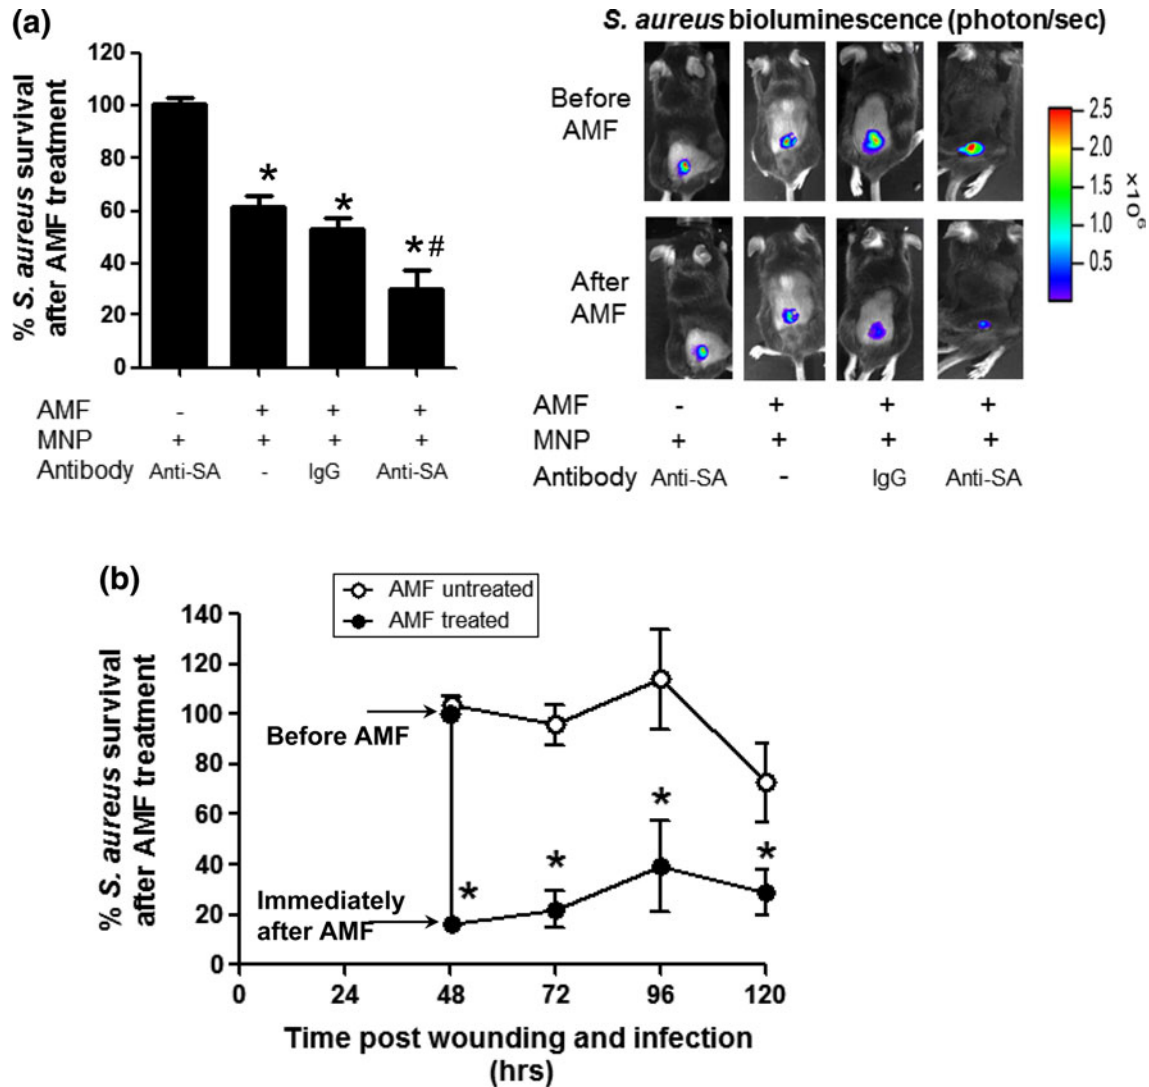 (a)
% S. aureus survival
after AMF treatment
120
100
80
60
40
20
0
*
*
*#
AMF - + + +
MNP + + + +
Antibody Anti-SA - IgG Anti-SA
S. aureus bioluminescence (photon/sec)
Before
AMF
After
AMF
2.5
2.0
1.5
1.0
0.5
×10⁶
AMF - + + +
MNP + + + +
Antibody Anti-SA - IgG Anti-SA
(b)
AMF untreated
AMF treated
% S. aureus survival
after AMF treatment
140
120
100
80
60
40
20
0
Before AMF
Immediately
after AMF
*
*
*
*
0 24 48 72 96 120
Time post wounding and infection
(hrs)